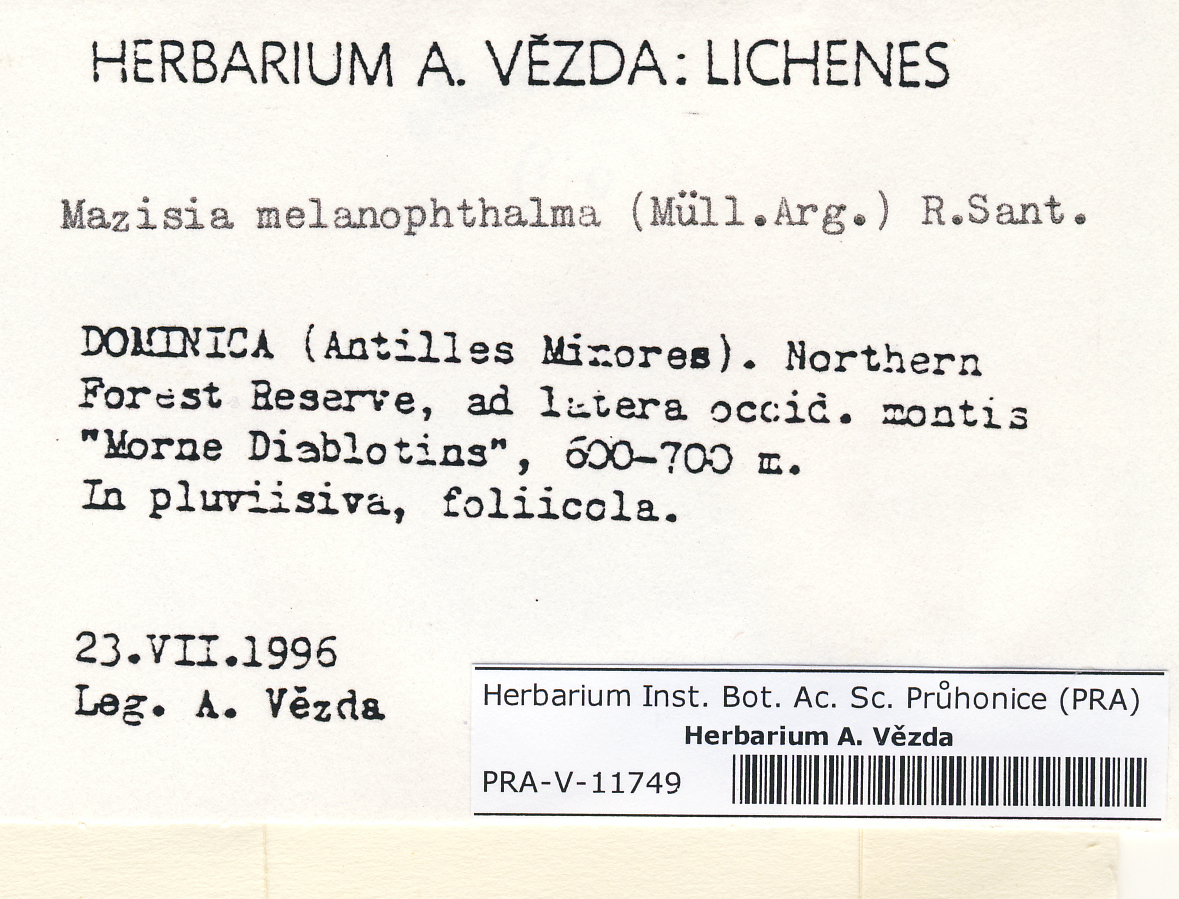 HERBARIUM A. VĚZDA: LICHENES
Mazisia melanophthalma (Müll.Arg.) R.Sant.
DOMINICA (Antilles Minores). Northern
Forest Reserve, ad latera occid. montis
"Morne Diablotins", 600-700 m.
In pluviisiva, foliicola.
23.VII.1996
Leg. A. Vězda
Herbarium Inst. Bot. Ac. Sc. Průhonice (PRA)
Herbarium A. Vězda
PRA-V-11749